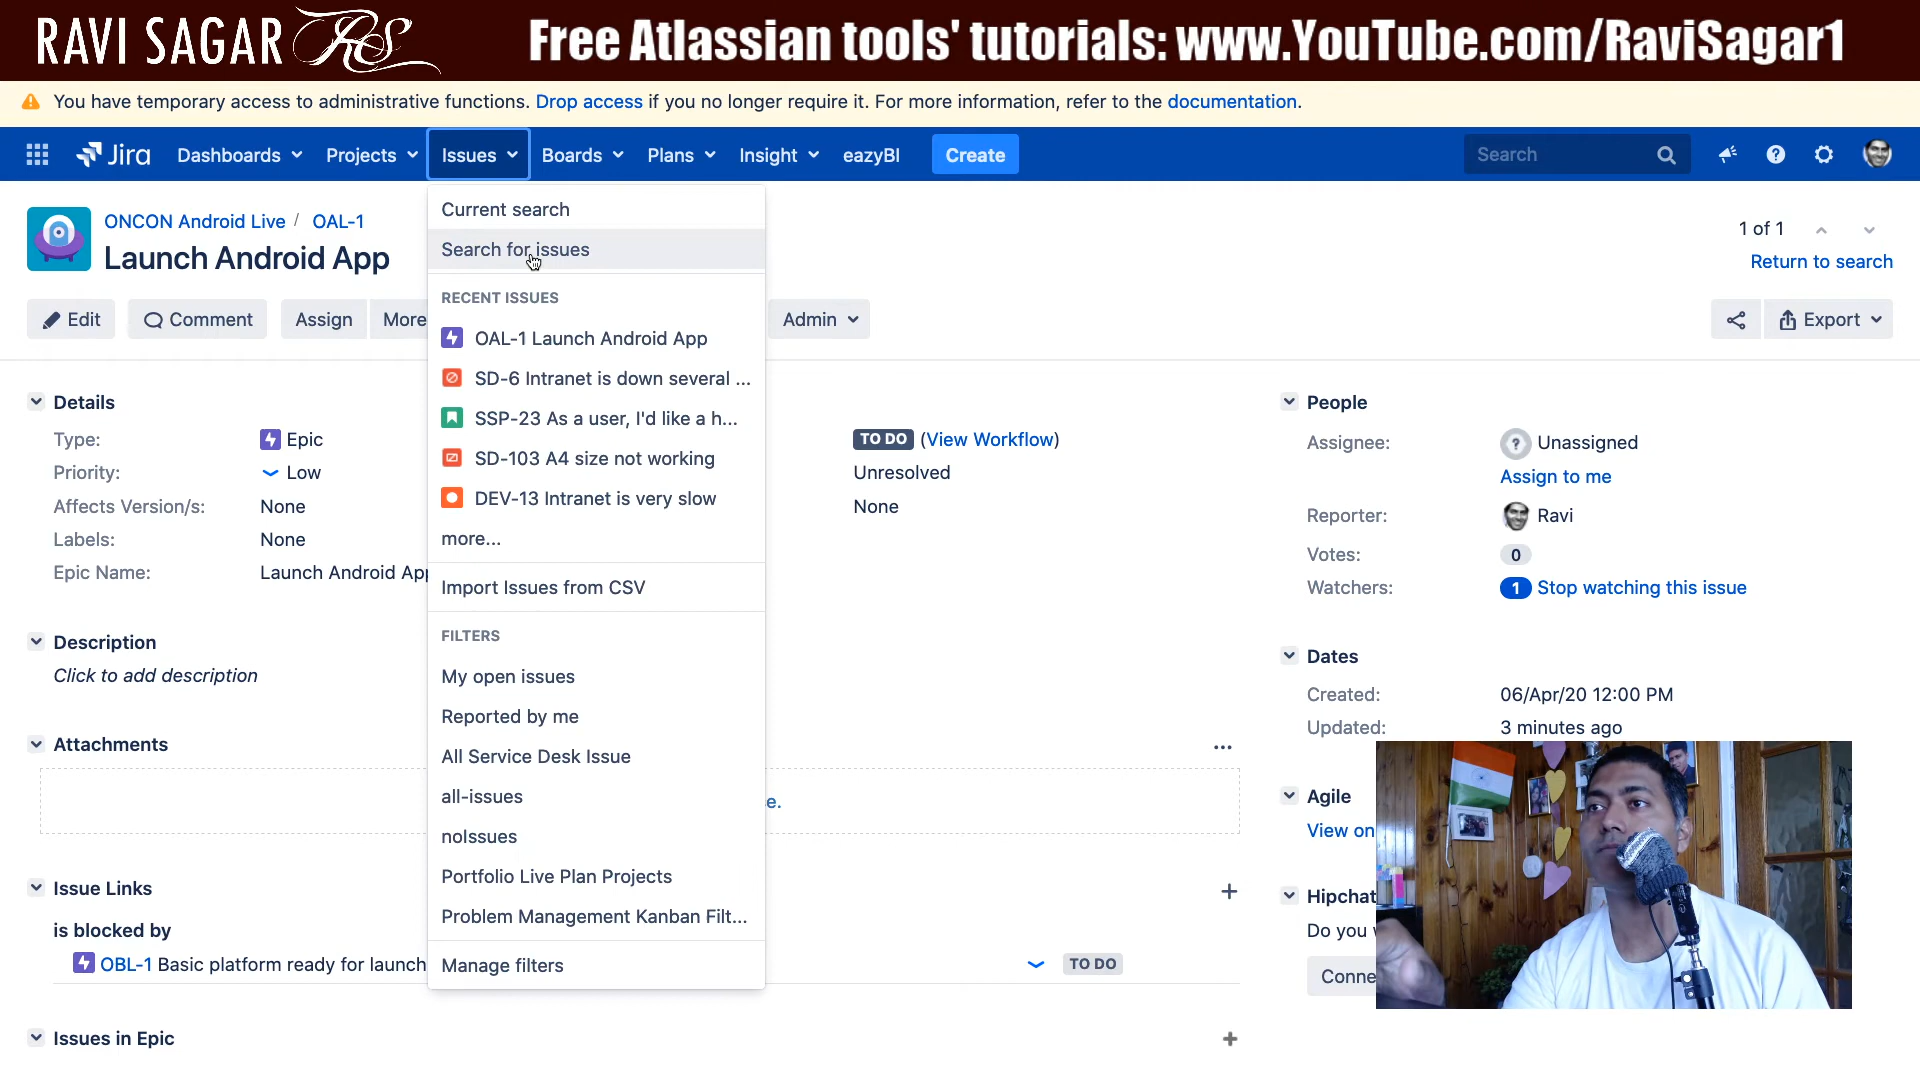 RAVI SAGAR RS
Free Atlassian tools' tutorials: www.YouTube.com/RaviSagar1
You have temporary access to administrative functions. Drop access if you no longer require it. For more information, refer to the documentation.
Jira Dashboards Projects Issues Boards Plans Insight eazyBI Create Search
Current search
Search for issues
RECENT ISSUES
OAL-1 Launch Android App
SD-6 Intranet is down several ...
SSP-23 As a user, I'd like a h...
SD-103 A4 size not working
DEV-13 Intranet is very slow
more...
Import Issues from CSV
FILTERS
My open issues
Reported by me
All Service Desk Issue
all-issues
noIssues
Portfolio Live Plan Projects
Problem Management Kanban Filt...
Manage filters
ONCON Android Live / OAL-1
Launch Android App
1 of 1
Return to search
Edit Comment Assign More Admin Export
Details
Type: Epic
Priority: Low
Affects Version/s: None
Labels: None
Epic Name: Launch Android App
TO DO (View Workflow)
Unresolved
None
Description
Click to add description
Attachments
e.
Issue Links
is blocked by
OBL-1 Basic platform ready for launch TO DO
Issues in Epic
People
Assignee: Unassigned
Assign to me
Reporter: Ravi
Votes: 0
Watchers: 1 Stop watching this issue
Dates
Created: 06/Apr/20 12:00 PM
Updated: 3 minutes ago
Agile
View on
Hipchat
Do you
Conne